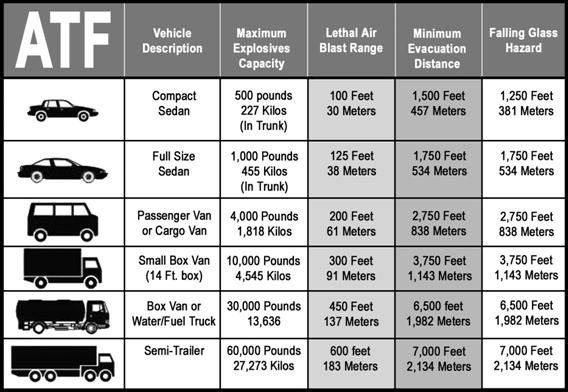 ATF
Vehicle
Description
Maximum
Explosives
Capacity
Lethal Air
Blast Range
Minimum
Evacuation
Distance
Falling Glass
Hazard
Compact
Sedan
500 pounds
227 Kilos
(In Trunk)
100 Feet
30 Meters
1,500 Feet
457 Meters
1,250 Feet
381 Meters
Full Size
Sedan
1,000 Pounds
455 Kilos
(In Trunk)
125 Feet
38 Meters
1,750 Feet
534 Meters
1,750 Feet
534 Meters
Passenger Van
or Cargo Van
4,000 Pounds
1,818 Kilos
200 Feet
61 Meters
2,750 Feet
838 Meters
2,750 Feet
838 Meters
Small Box Van
(14 Ft. box)
10,000 Pounds
4,545 Kilos
300 Feet
91 Meters
3,750 Feet
1,143 Meters
3,750 Feet
1,143 Meters
Box Van or
Water/Fuel Truck
30,000 Pounds
13,636
450 Feet
137 Meters
6,500 feet
1,982 Meters
6,500 Feet
1,982 Meters
Semi-Trailer
60,000 Pounds
27,273 Kilos
600 feet
183 Meters
7,000 Feet
2,134 Meters
7,000 Feet
2,134 Meters